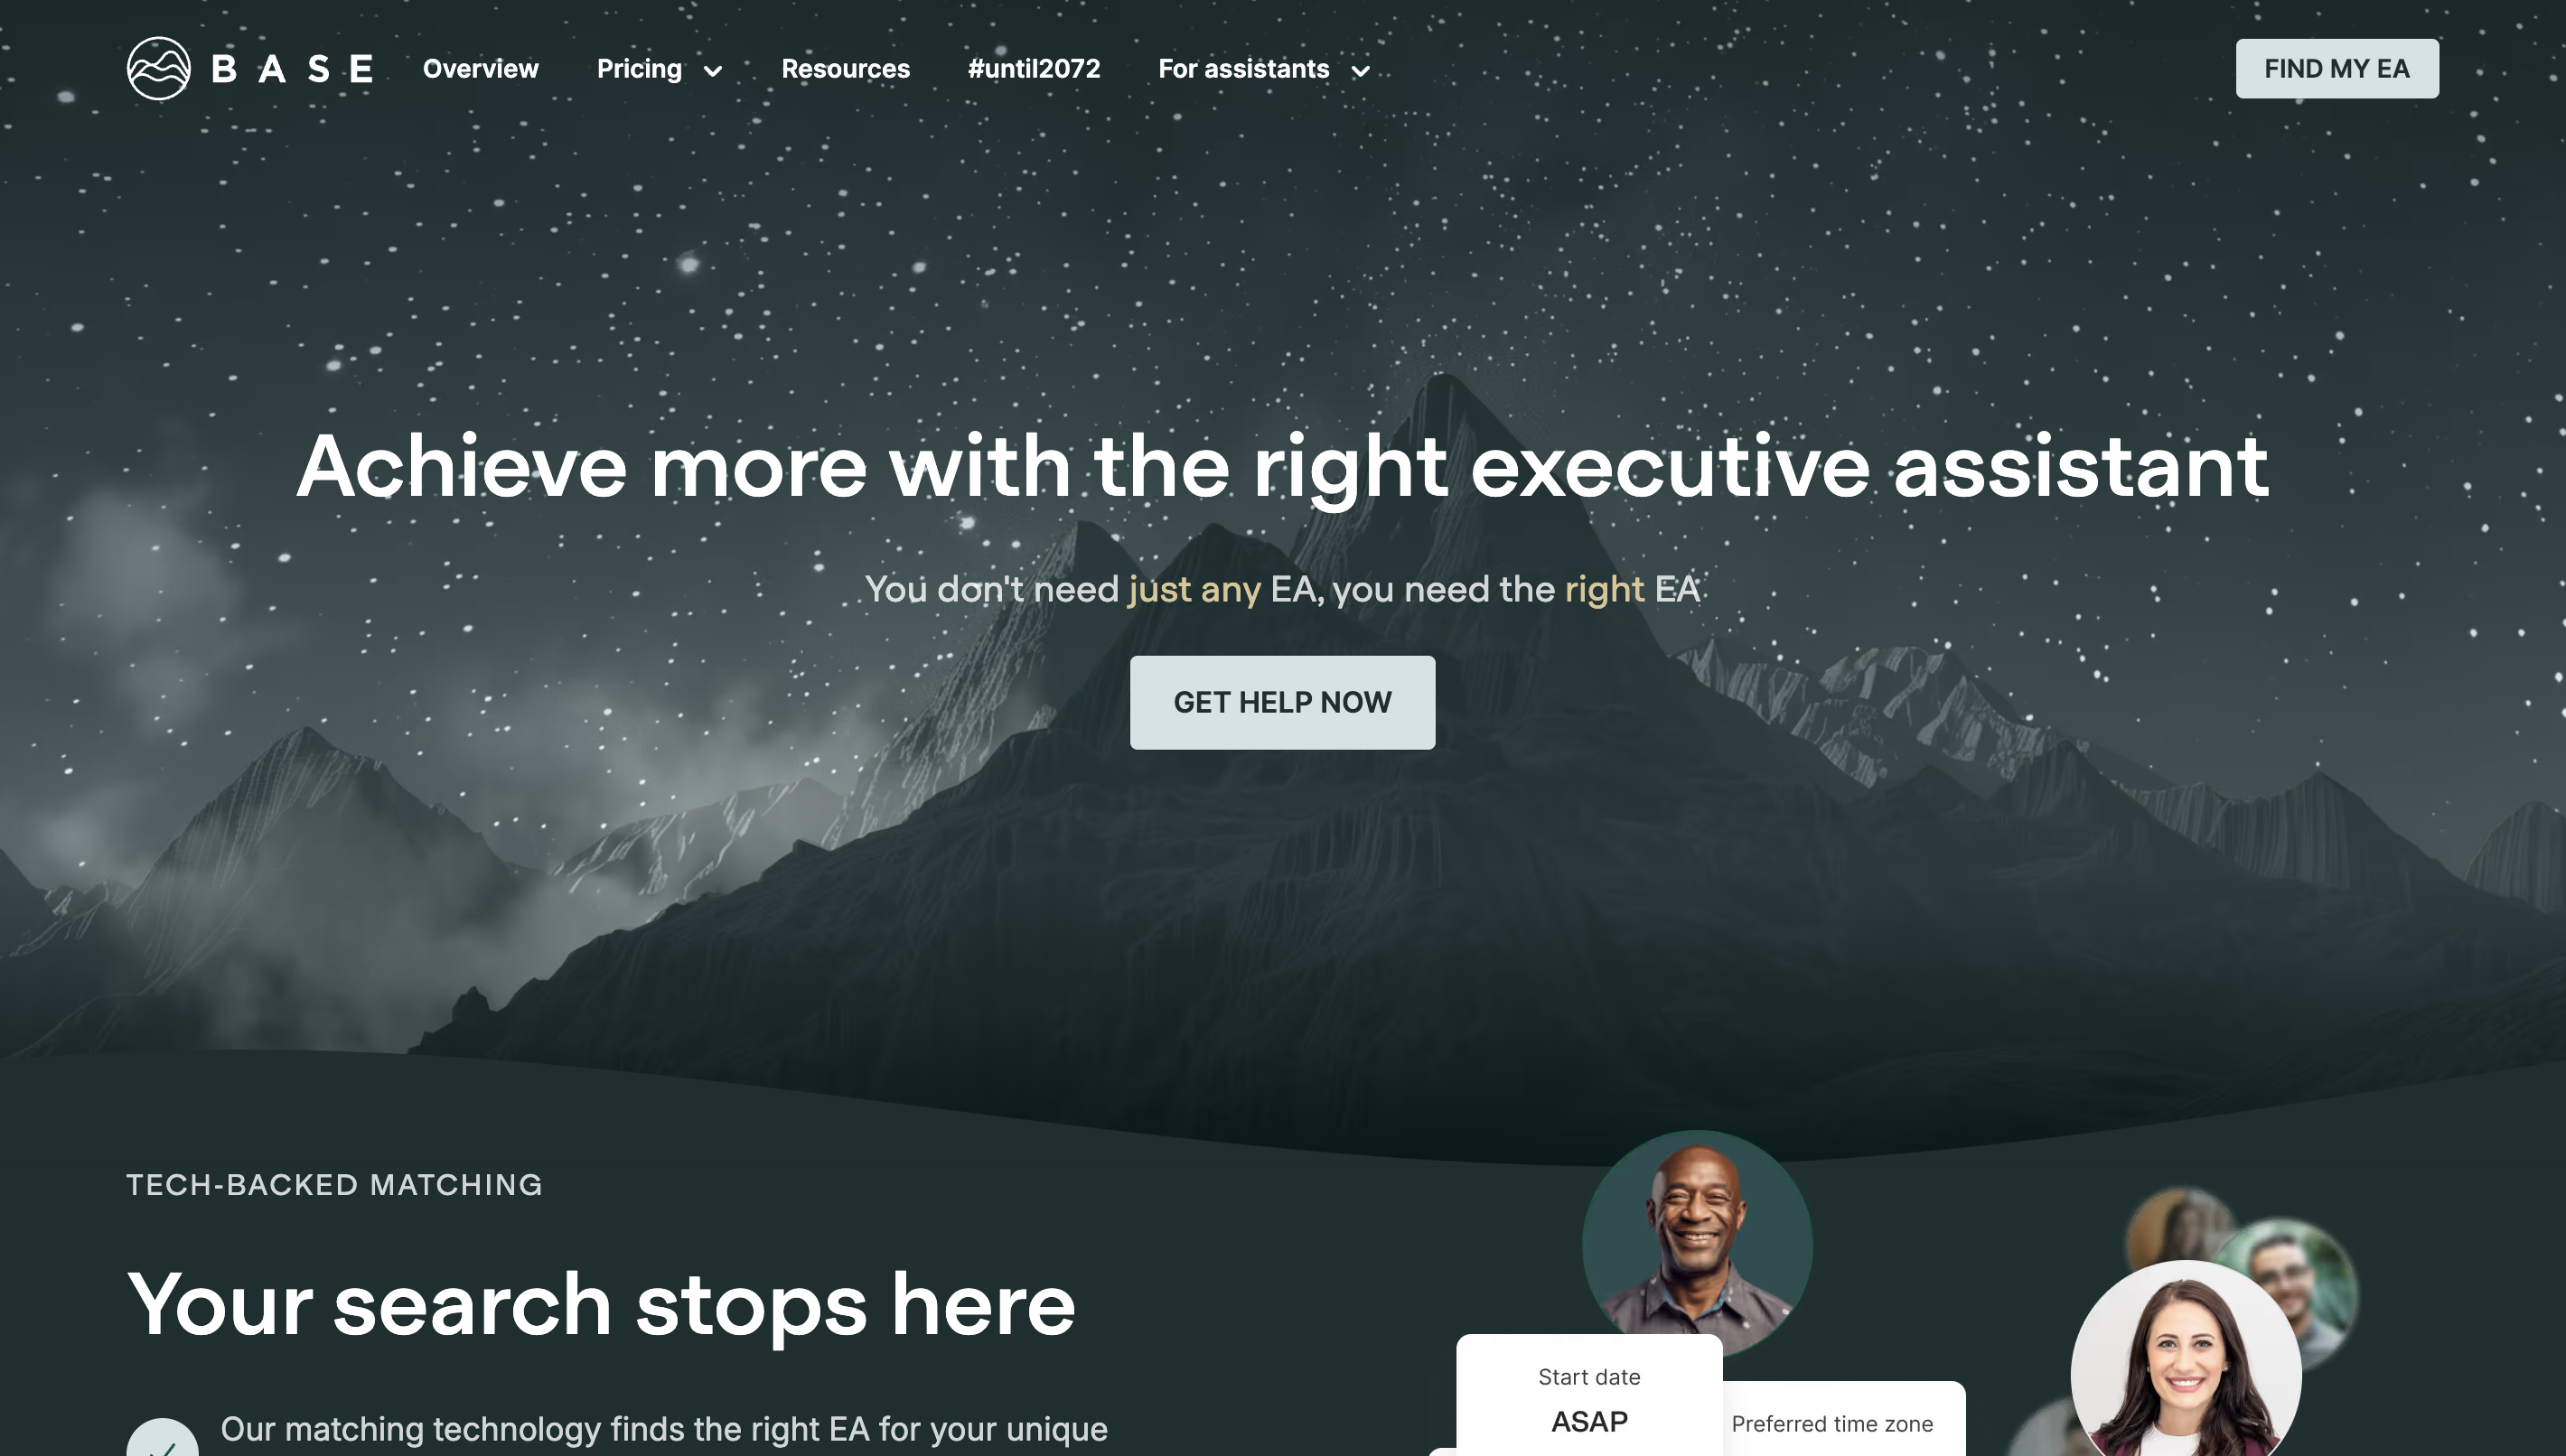 BASE
Overview
Pricing
Resources
#until2072
For assistants
FIND MY EA
Achieve more with the right executive assistant
You don't need just any EA, you need the right EA
GET HELP NOW
TECH-BACKED MATCHING
Your search stops here
Our matching technology finds the right EA for your unique
Start date
ASAP
Preferred time zone